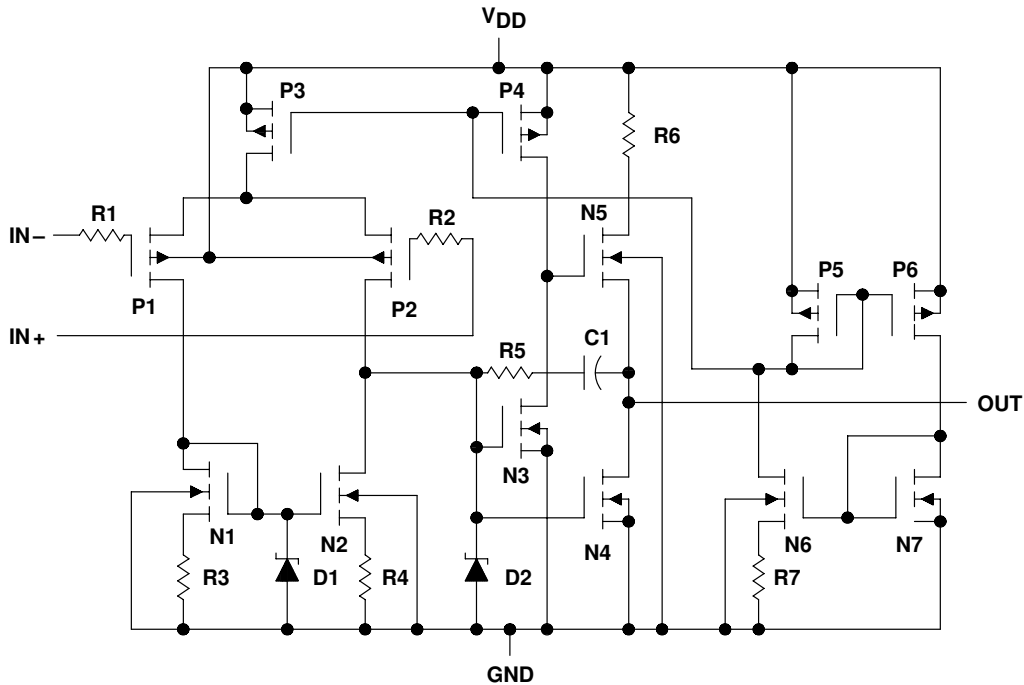 VDD
P3
P4
R6
R1
R2
N5
IN−
P5
P6
P1
P2
IN+
R5
C1
OUT
N3
N1
N2
N4
N6
N7
R3
D1
R4
D2
R7
GND